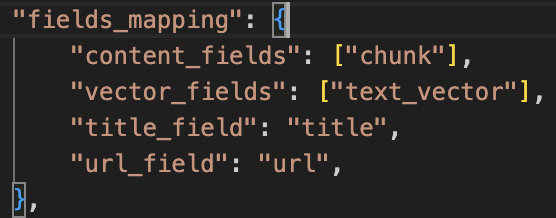 "fields_mapping": {
    "content_fields": ["chunk"],
    "vector_fields": ["text_vector"],
    "title_field": "title",
    "url_field": "url",
},